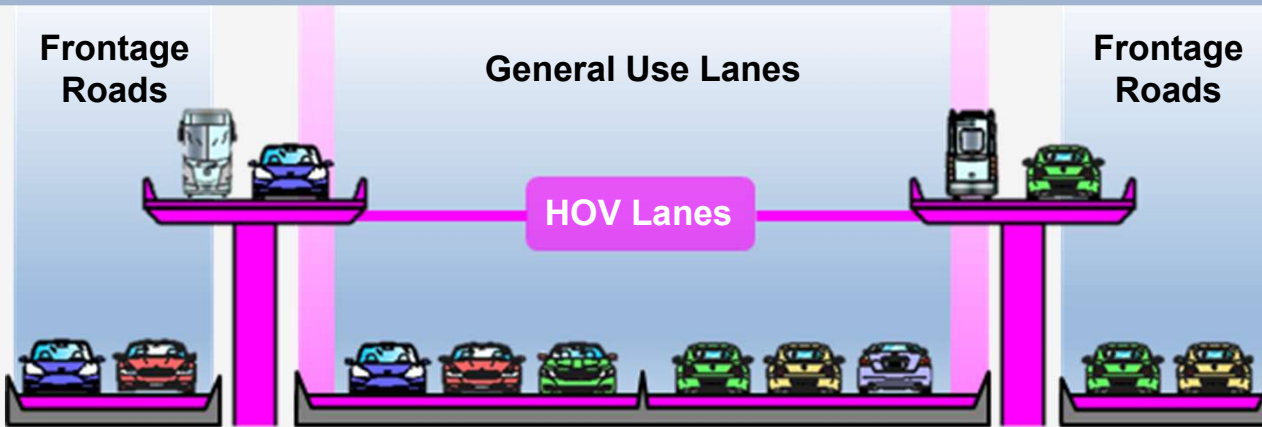 Frontage
Roads
General Use Lanes
Frontage
Roads
HOV Lanes